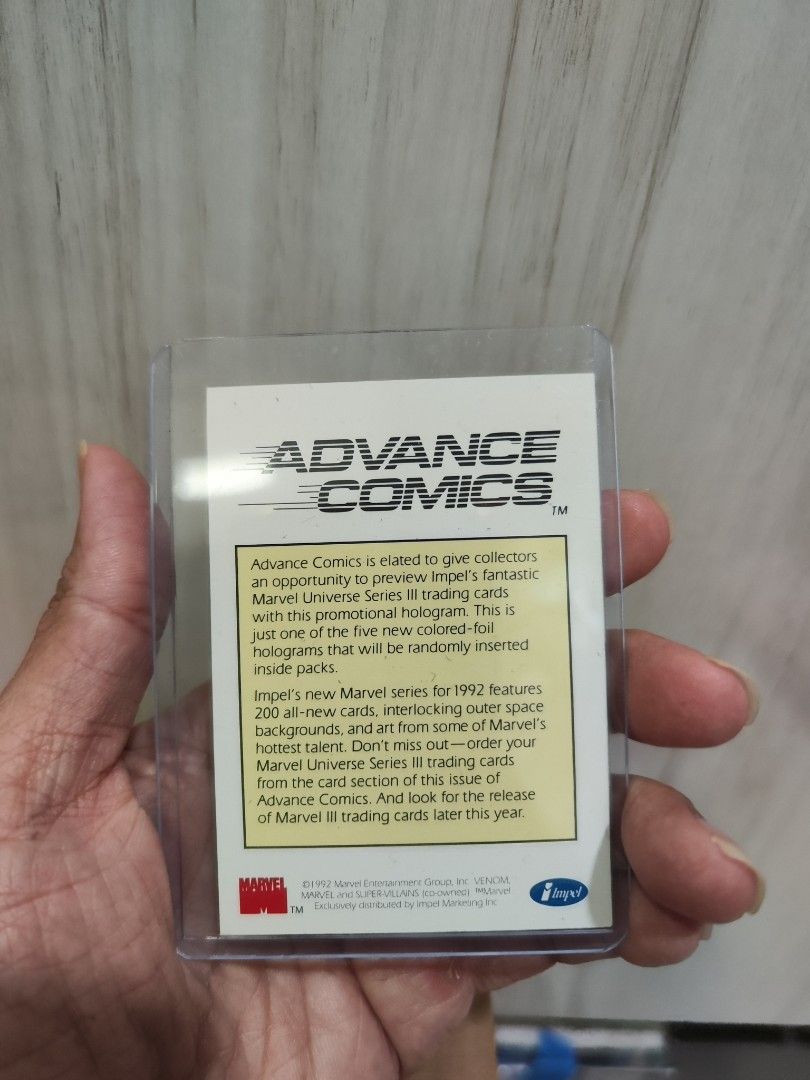 ADVANCE
COMICS
TM
Advance Comics is elated to give collectors
an opportunity to preview Impel's fantastic
Marvel Universe Series III trading cards
with this promotional hologram. This is
just one of the five new colored-foil
holograms that will be randomly inserted
inside packs.
Impel's new Marvel series for 1992 features
200 all-new cards, interlocking outer space
backgrounds, and art from some of Marvel's
hottest talent. Don't miss out—order your
Marvel Universe Series III trading cards
from the card section of this issue of
Advance Comics. And look for the release
of Marvel III trading cards later this year.
MARVEL
M
TM
©1992 Marvel Entertainment Group, Inc. VENOM,
MARVEL and SUPER-VILLAINS (co-owned) ™Marvel
Exclusively distributed by Impel Marketing Inc
Impel